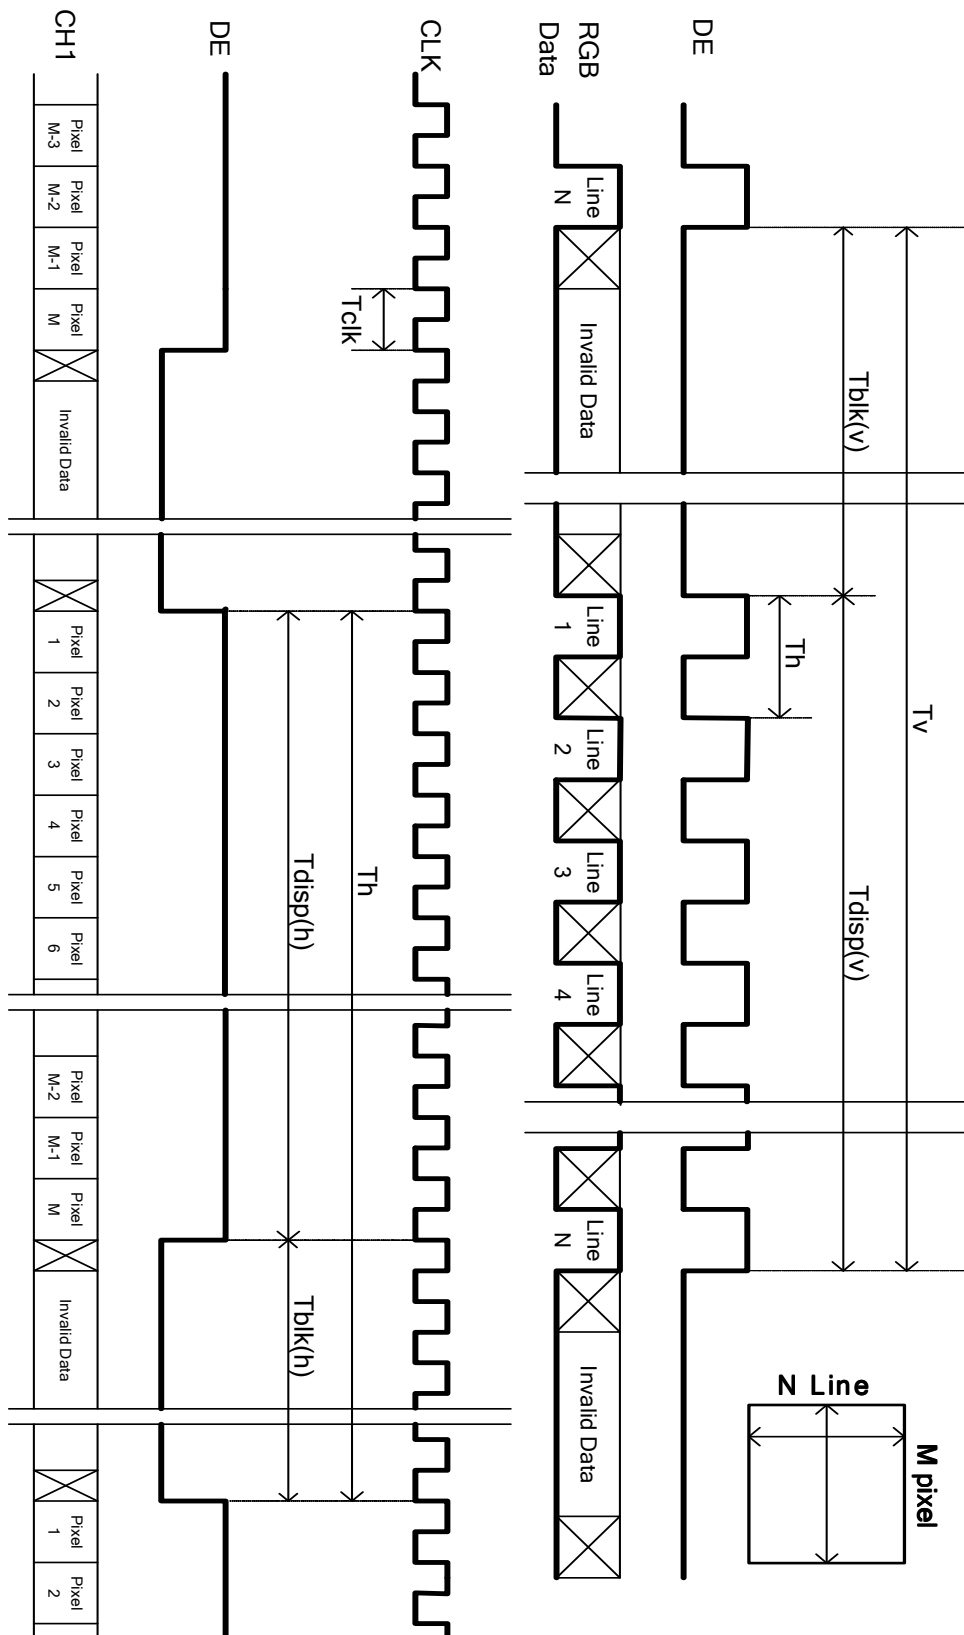 Tv
Tblk(v)
Tdisp(v)
Th
N Line
M pixel
DE
RGB
Data
Line
N
Invalid Data
Line
1
Line
2
Line
3
Line
4
Line
N
Invalid Data
CLK
Tclk
Th
Tdisp(h)
Tblk(h)
DE
CH1
Pixel
M-3
Pixel
M-2
Pixel
M-1
Pixel
M
Invalid Data
Pixel
1
Pixel
2
Pixel
3
Pixel
4
Pixel
5
Pixel
6
Pixel
M-2
Pixel
M-1
Pixel
M
Invalid Data
Pixel
1
Pixel
2